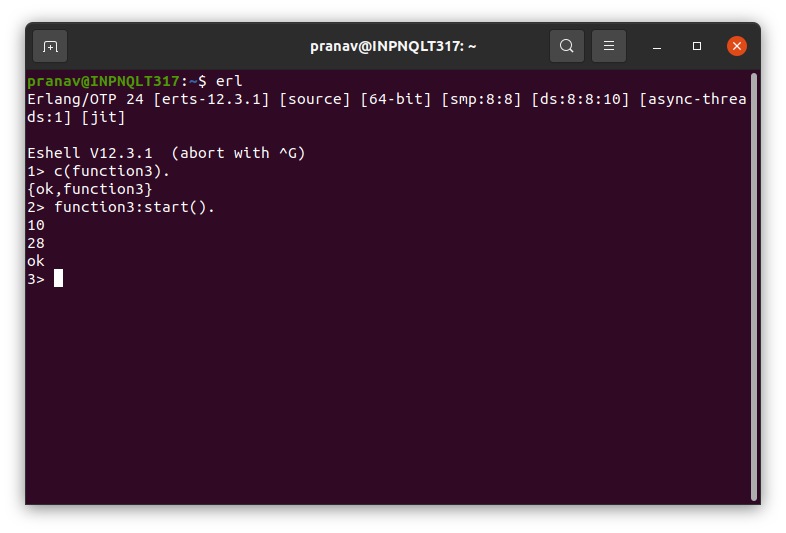 pranav@INPNQLT317: ~
pranav@INPNQLT317:~$ erl
Erlang/OTP 24 [erts-12.3.1] [source] [64-bit] [smp:8:8] [ds:8:8:10] [async-threa
ds:1] [jit]
Eshell V12.3.1  (abort with ^G)
1> c(function3).
{ok,function3}
2> function3:start().
10
28
ok
3>